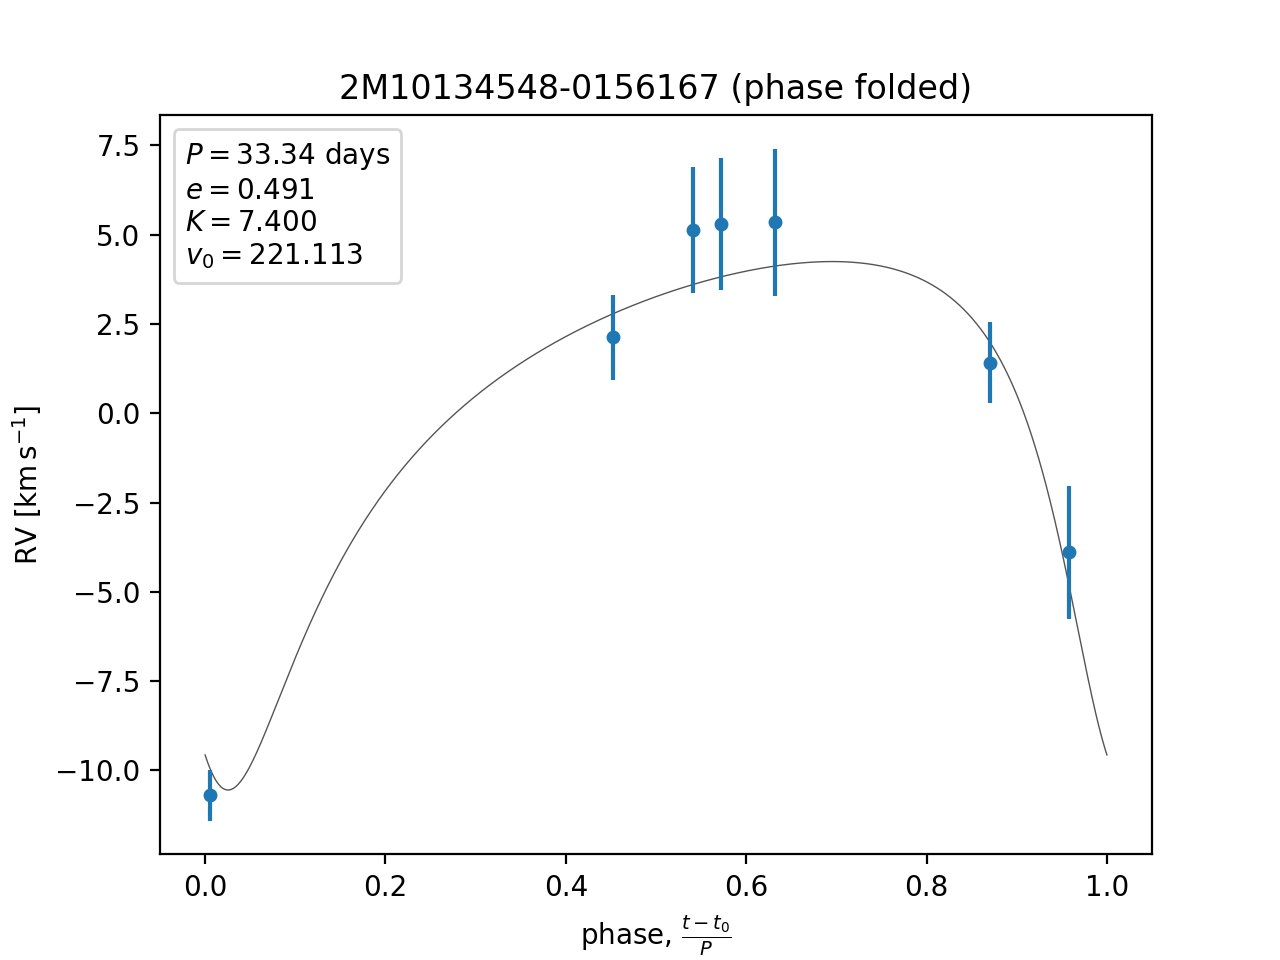 2M10134548-0156167 (phase folded)
P = 33.34 days
e = 0.491
K = 7.400
v₀ = 221.113
7.5
5.0
2.5
0.0
−2.5
−5.0
−7.5
−10.0
RV [km s⁻¹]
0.0 0.2 0.4 0.6 0.8 1.0
phase, (t − t₀)/P